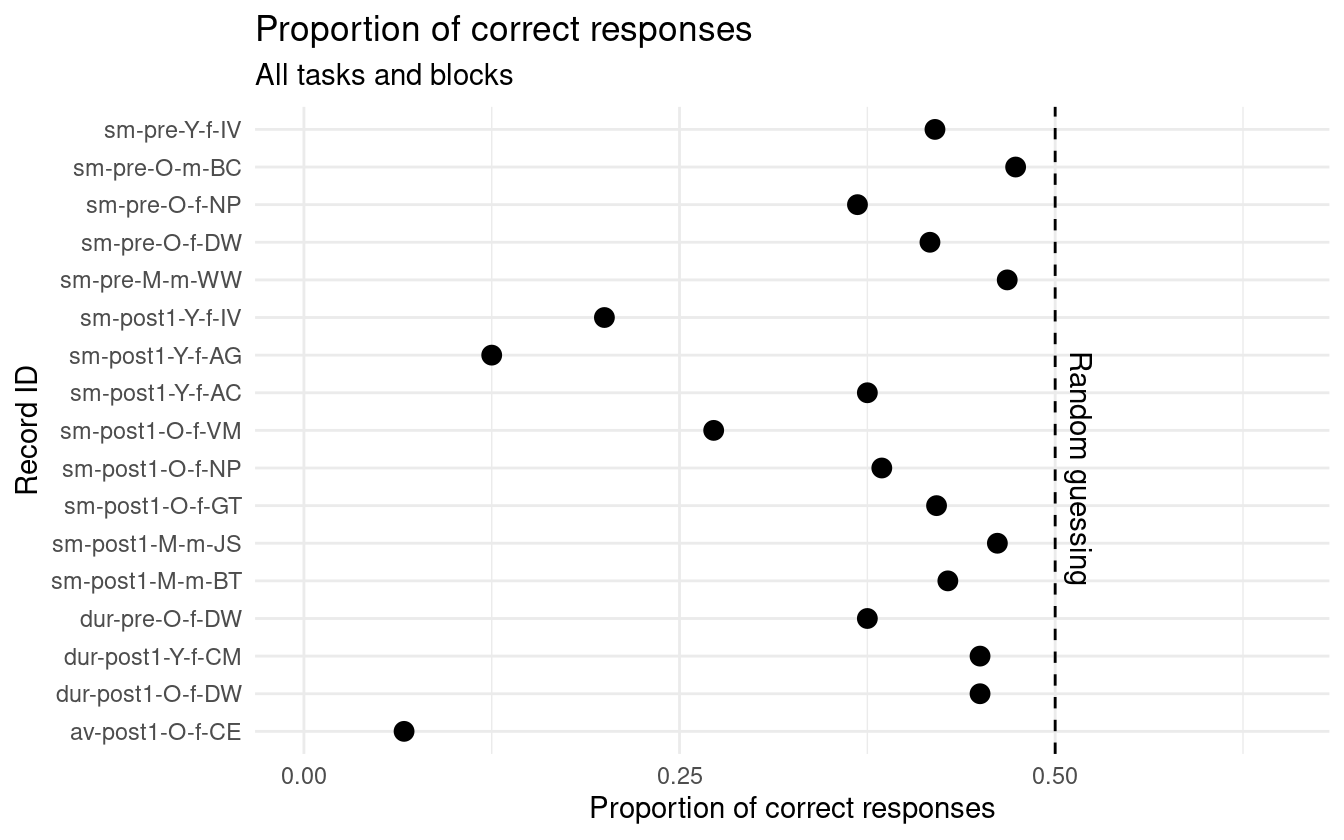 Proportion of correct responses
All tasks and blocks
Record ID
sm-pre-Y-f-IV
sm-pre-O-m-BC
sm-pre-O-f-NP
sm-pre-O-f-DW
sm-pre-M-m-WW
sm-post1-Y-f-IV
sm-post1-Y-f-AG
sm-post1-Y-f-AC
sm-post1-O-f-VM
sm-post1-O-f-NP
sm-post1-O-f-GT
sm-post1-M-m-JS
sm-post1-M-m-BT
dur-pre-O-f-DW
dur-post1-Y-f-CM
dur-post1-O-f-DW
av-post1-O-f-CE
Random guessing
0.00 0.25 0.50
Proportion of correct responses